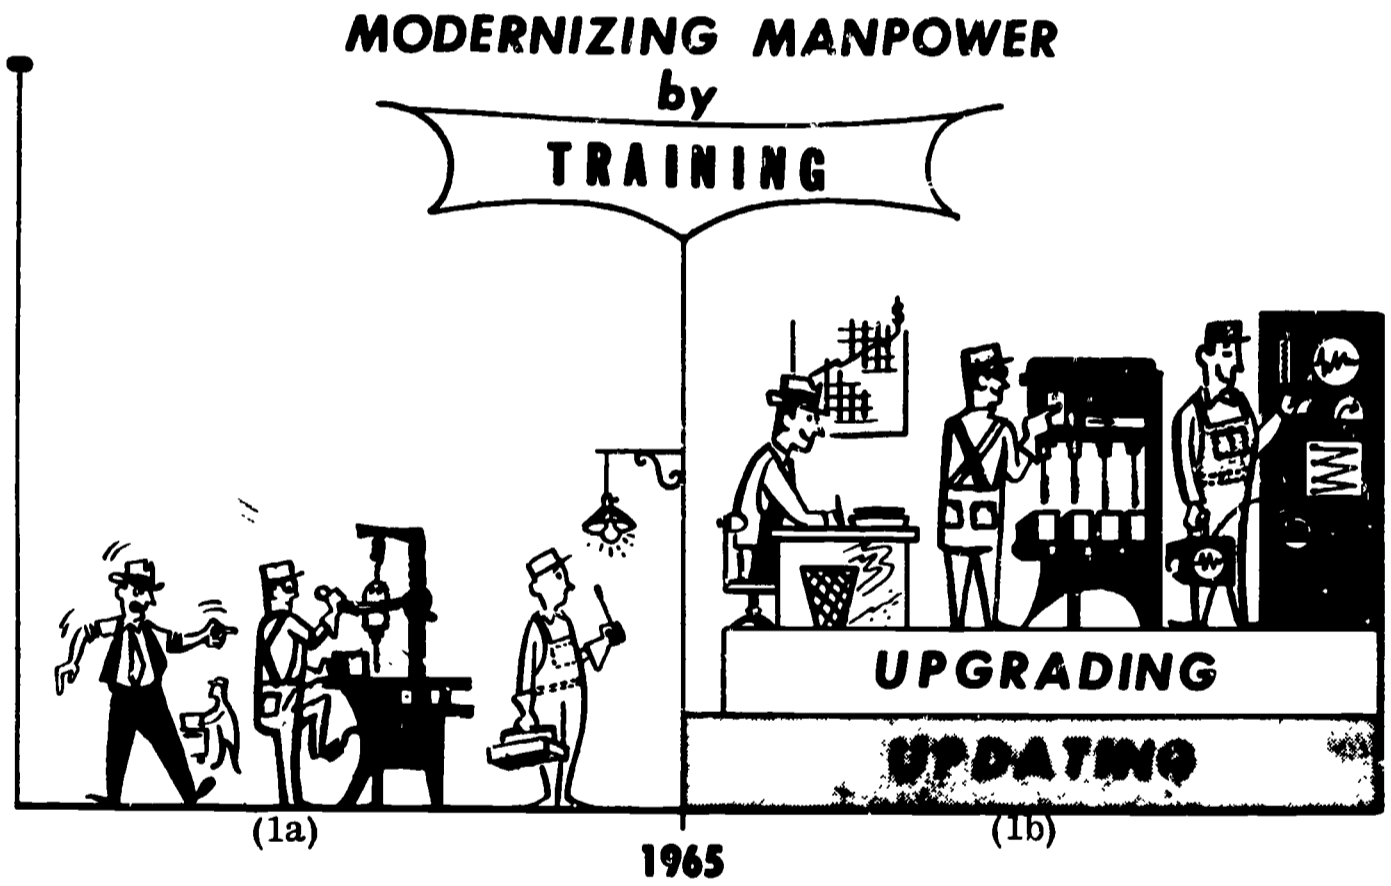 MODERNIZING MANPOWER
by
TRAINING
$
UPGRADING
UPDATING
(1a)
(1b)
1965